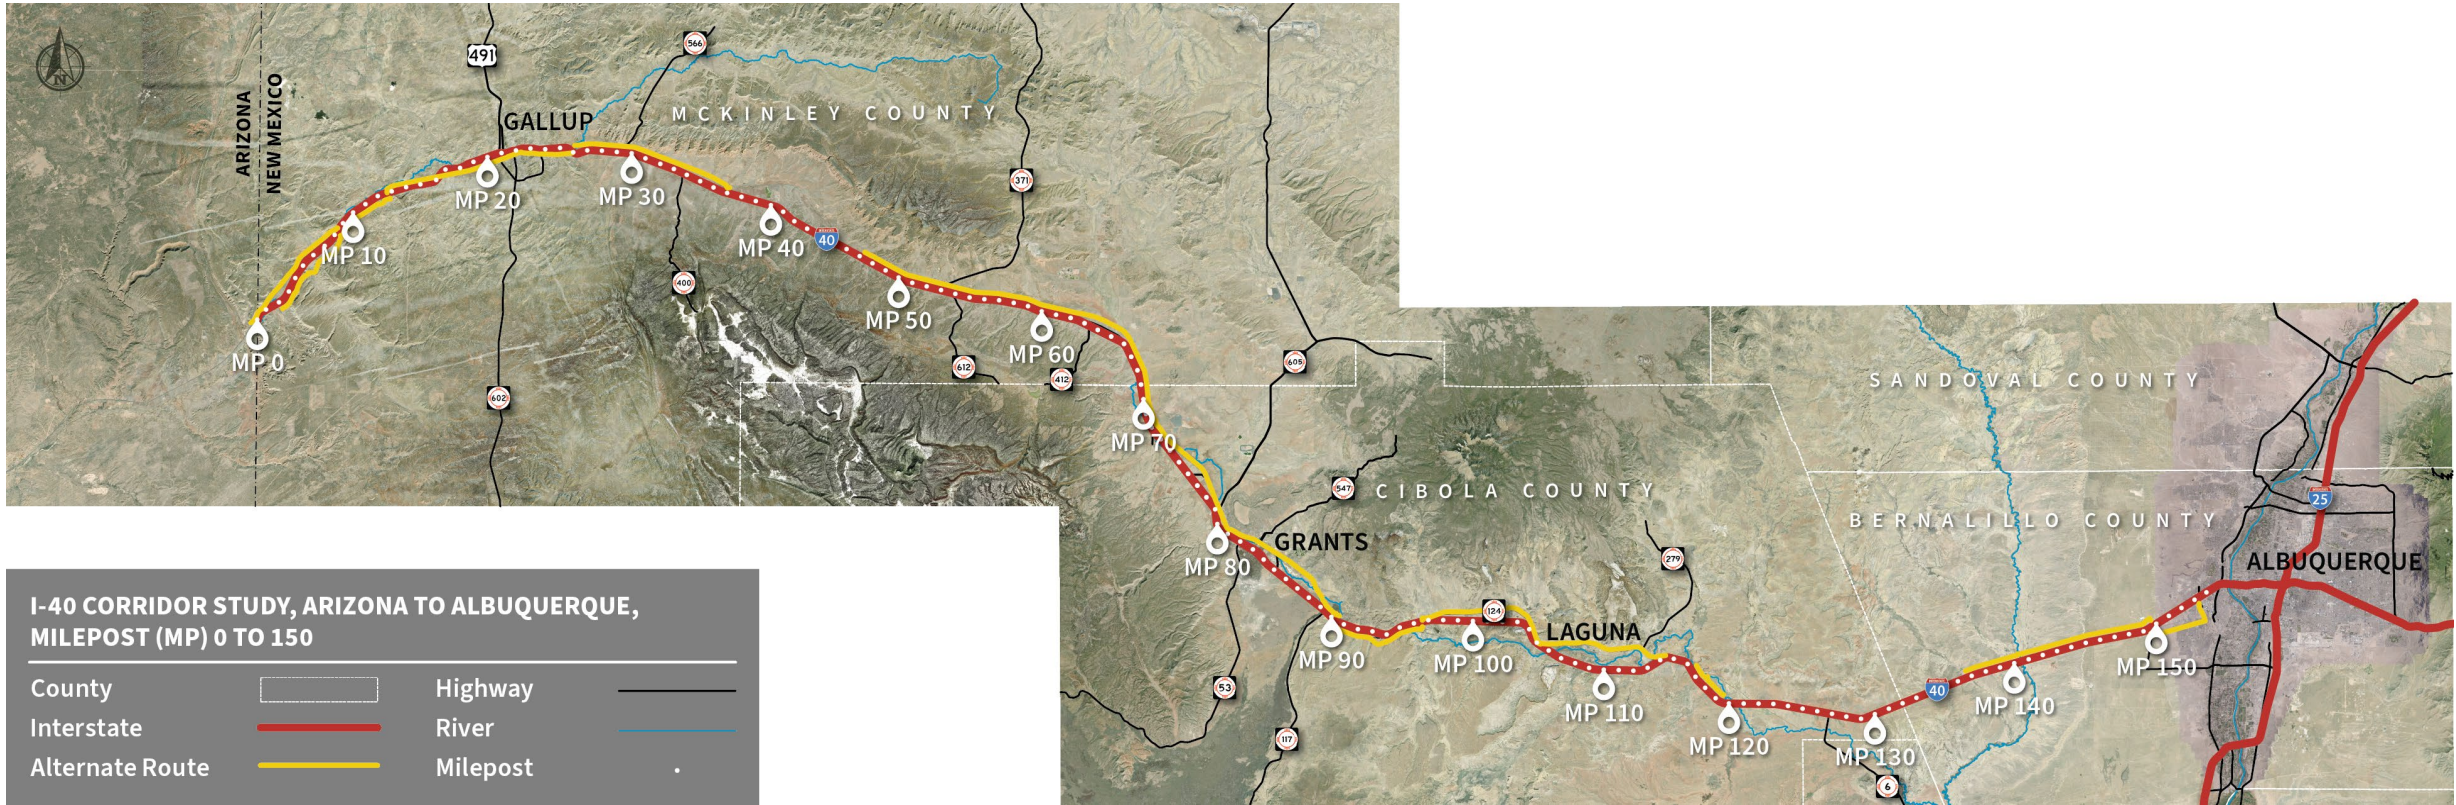 N
ARIZONA
NEW MEXICO
491
566
GALLUP
MCKINLEY COUNTY
371
MP 20
MP 30
MP 10
MP 40
40
400
MP 50
MP 0
MP 60
612
412
602
605
SANDOVAL COUNTY
MP 70
547
CIBOLA COUNTY
25
BERNALILLO COUNTY
GRANTS
279
ALBUQUERQUE
MP 80
124
LAGUNA
MP 90
MP 100
MP 150
53
40
MP 110
MP 140
117
MP 120
MP 130
6
I-40 CORRIDOR STUDY, ARIZONA TO ALBUQUERQUE,
MILEPOST (MP) 0 TO 150
County
Highway
Interstate
River
Alternate Route
Milepost